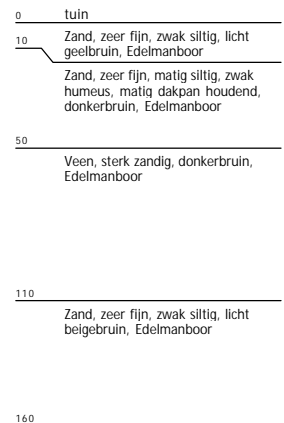 0 tuin
Zand, zeer fijn, zwak siltig, licht
10
geelbruin, Edelmanboor
Zand, zeer fijn, matig siltig, zwak
humeus, matig dakpan houdend,
donkerbruin, Edelmanboor
50
Veen, sterk zandig, donkerbruin,
Edelmanboor
110
Zand, zeer fijn, zwak siltig, licht
beigebruin, Edelmanboor
160